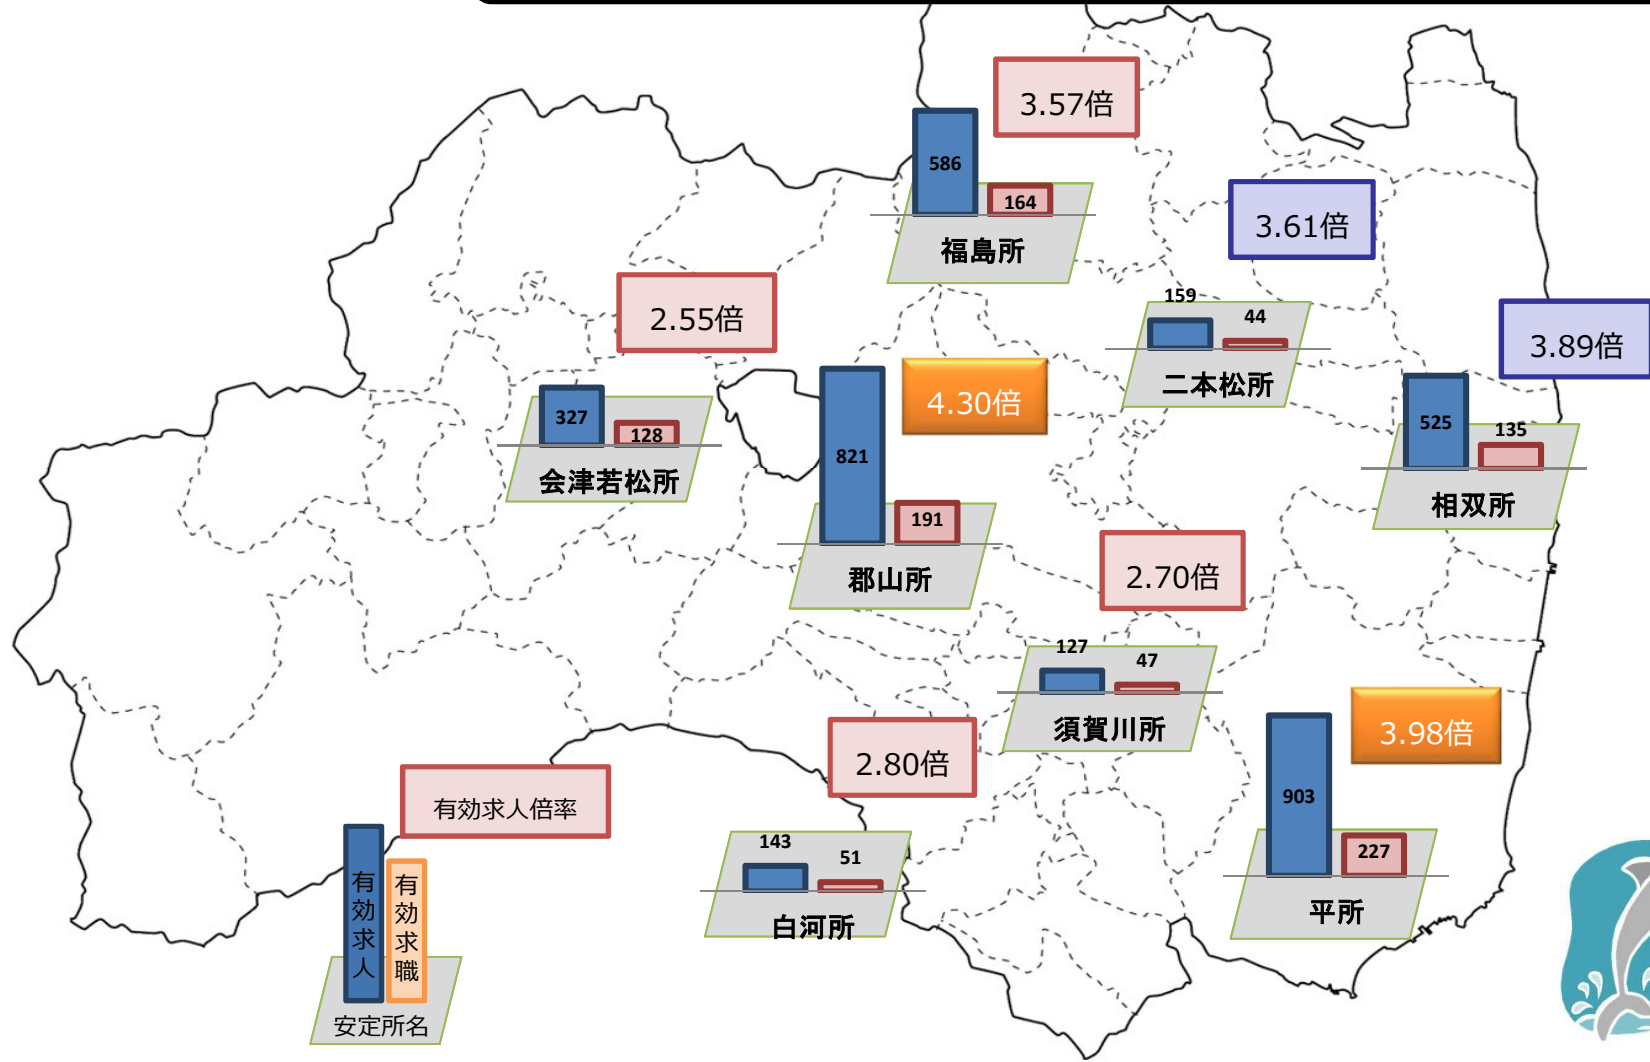 3.57倍
586
164
福島所
3.61倍
159
44
二本松所
2.55倍
327
128
会津若松所
4.30倍
821
191
郡山所
3.89倍
525
135
相双所
2.70倍
127
47
須賀川所
2.80倍
143
51
白河所
3.98倍
903
227
平所
有効求人倍率
有効求人
有効求職
安定所名